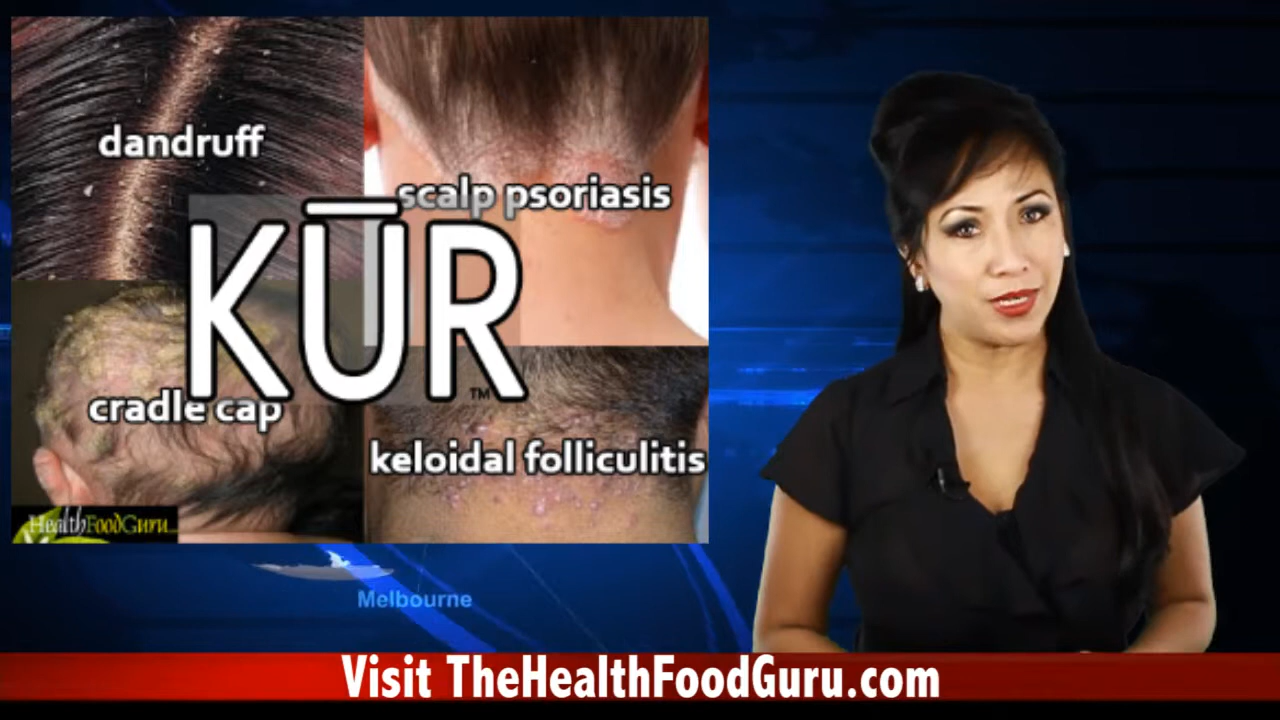 dandruff
scalp psoriasis
KŪR
™
cradle cap
keloidal folliculitis
HealthFoodGuru
Melbourne
Visit TheHealthFoodGuru.com